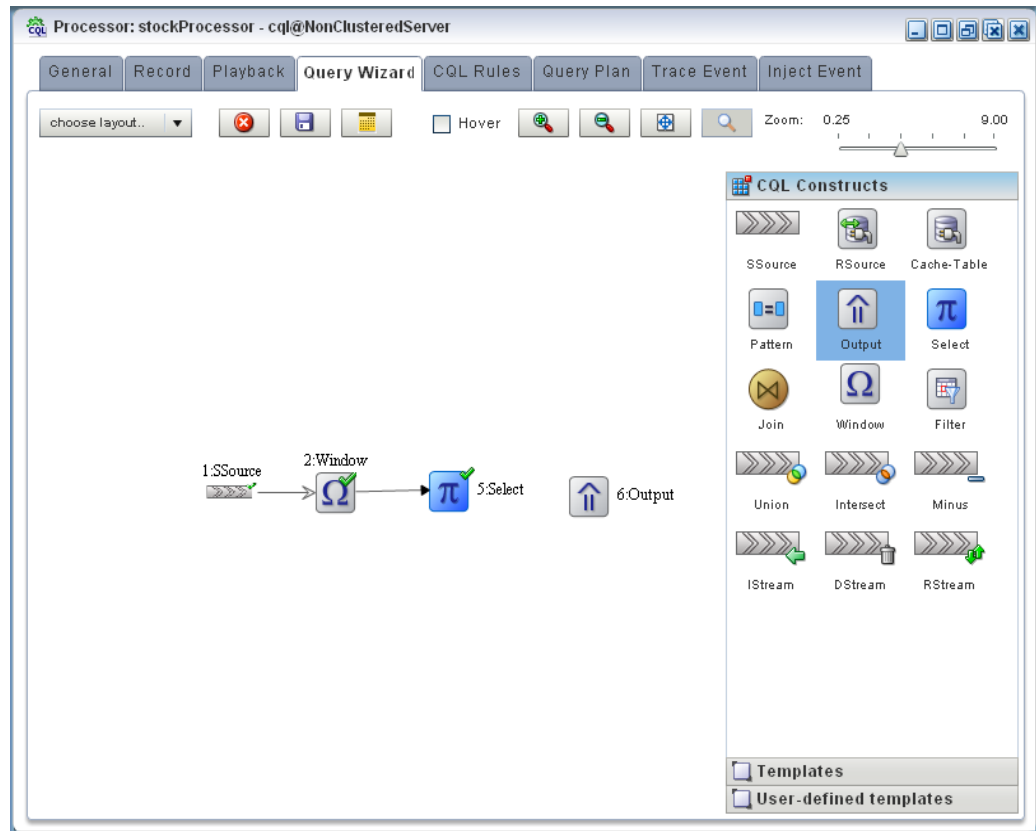 CQL Processor: stockProcessor - cql@NonClusteredServer
General Record Playback Query Wizard CQL Rules Query Plan Trace Event Inject Event
choose layout.. Hover Zoom: 0.25 9.00
CQL Constructs
SSource RSource Cache-Table
Pattern Output Select
Join Window Filter
Union Intersect Minus
IStream DStream RStream
1:SSource 2:Window 5:Select 6:Output
Templates
User-defined templates